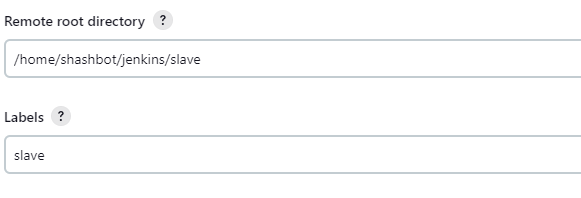 Remote root directory ?
/home/shashbot/jenkins/slave
Labels ?
slave